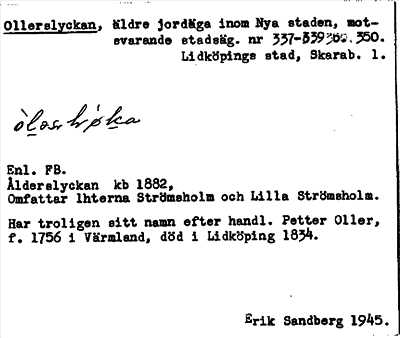 Ollerslyckan, äldre jordäga inom Nya staden, mot-
svarande stadsäg. nr 337-339 350.
Lidköpings stad, Skarab. l.
Enl. FB.
Ålderslyckan kb 1882,
Omfattar lhterna Strömsholm och Lilla Strömsholm.
Har troligen sitt namn efter handl. Petter Oller,
f. 1756 i Värmland, död i Lidköping 1834.
Erik Sandberg 1945.